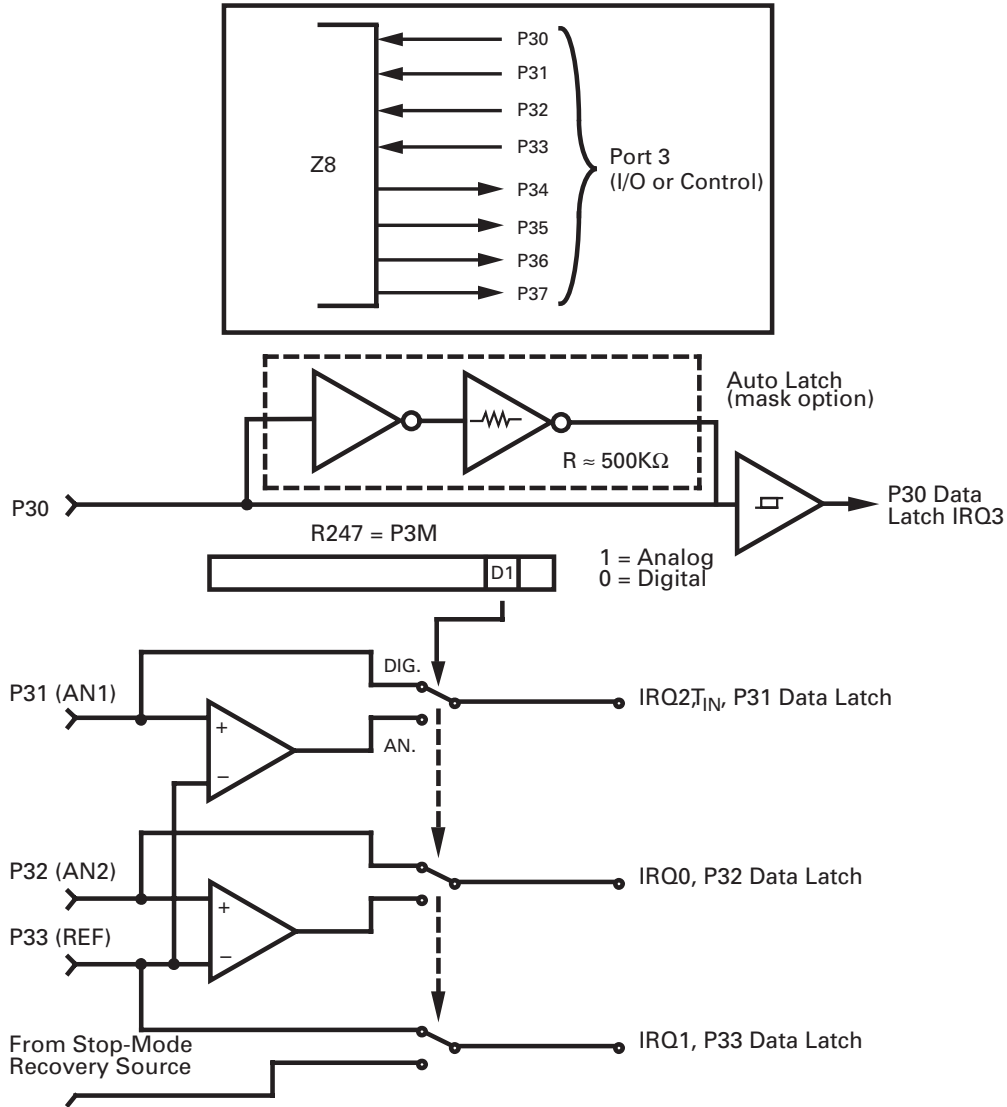 P30
P31
P32
P33
Z8
P34
P35
P36
P37
Port 3
(I/O or Control)
Auto Latch
(mask option)
R ≈ 500KΩ
P30
P30 Data
Latch IRQ3
R247 = P3M
D1
1 = Analog
0 = Digital
DIG.
P31 (AN1)
+
−
AN.
IRQ2,TIN, P31 Data Latch
P32 (AN2)
+
−
IRQ0, P32 Data Latch
P33 (REF)
From Stop-Mode
Recovery Source
IRQ1, P33 Data Latch